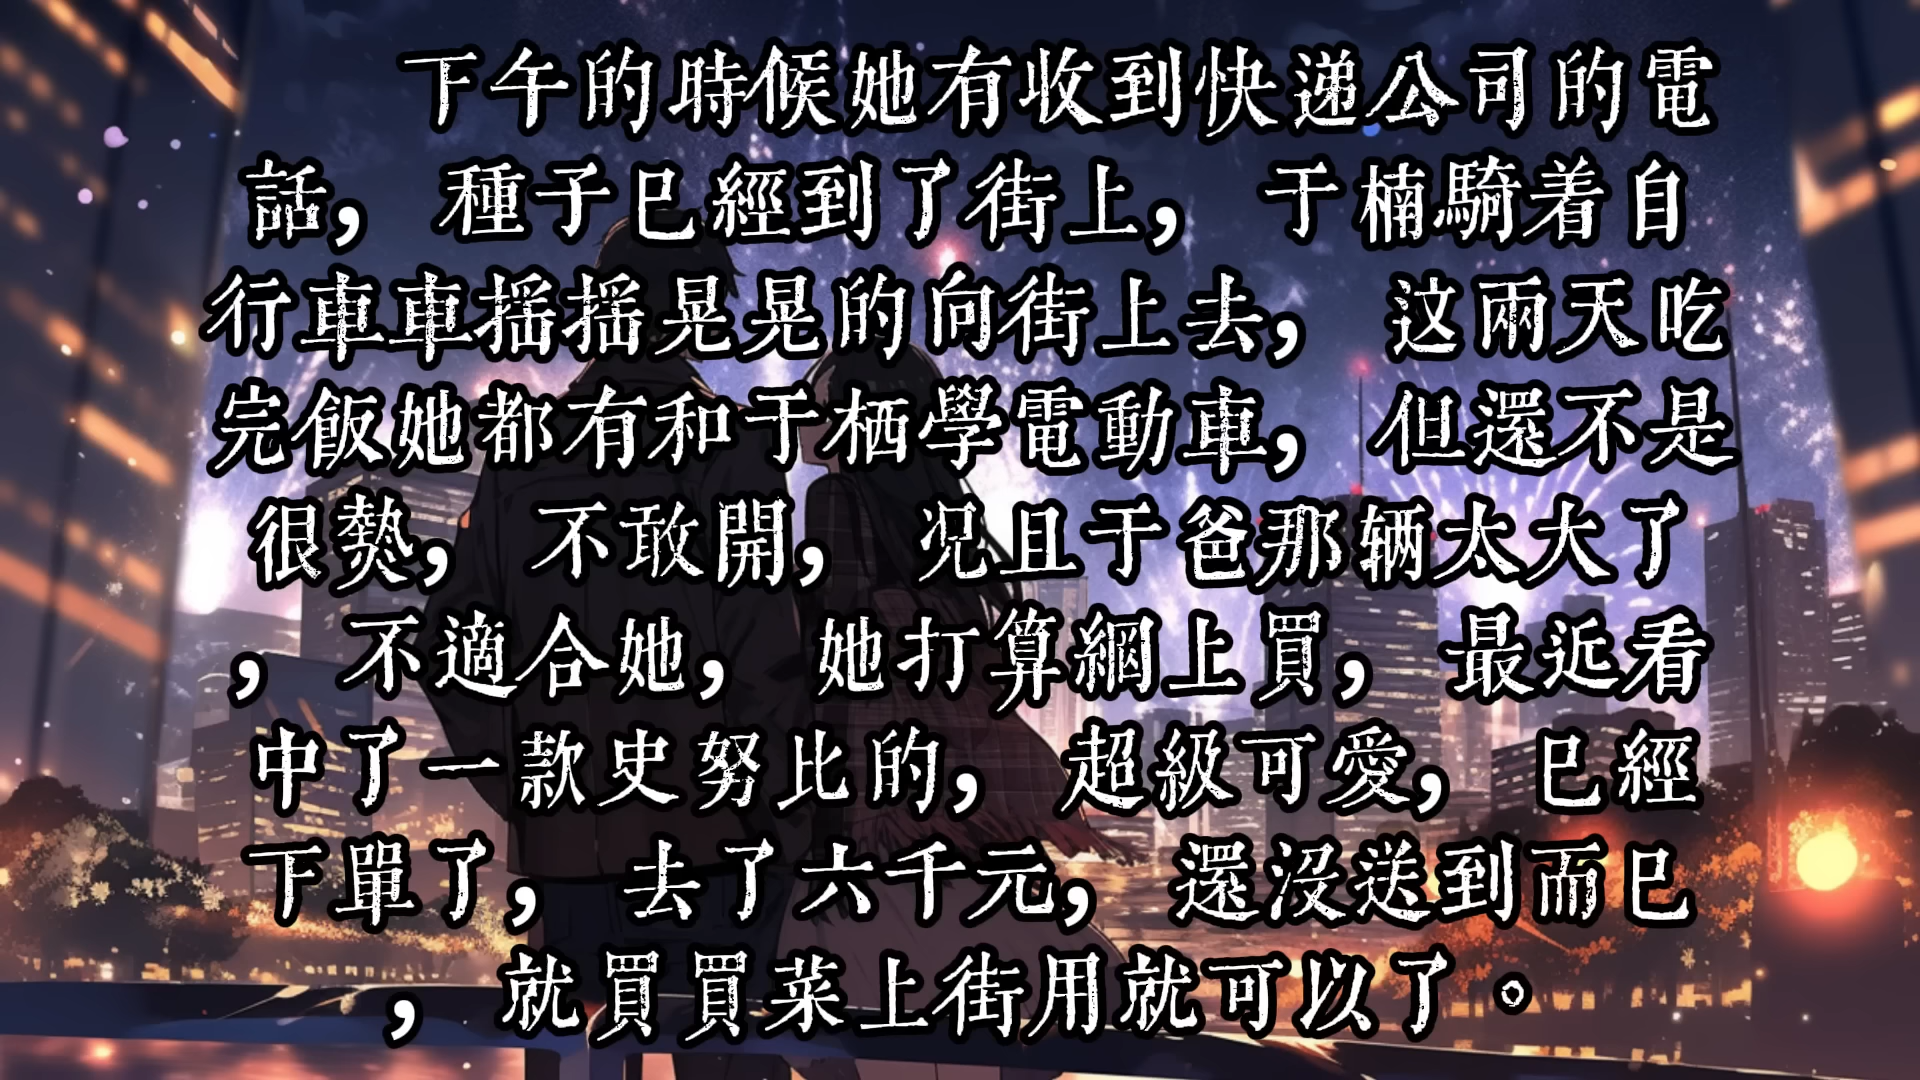 下午的時候她有收到快递公司的電
話，種子已經到了街上，于楠騎着自
行車車摇摇晃晃的向街上去，这兩天吃
完飯她都有和于栖學電動車，但還不是
很熱，不敢開，况且于爸那辆太大了
，不適合她，她打算網上買，最近看
中了一款史努比的，超級可愛，已經
下單了，去了六千元，還没送到而已
，就買買菜上街用就可以了。